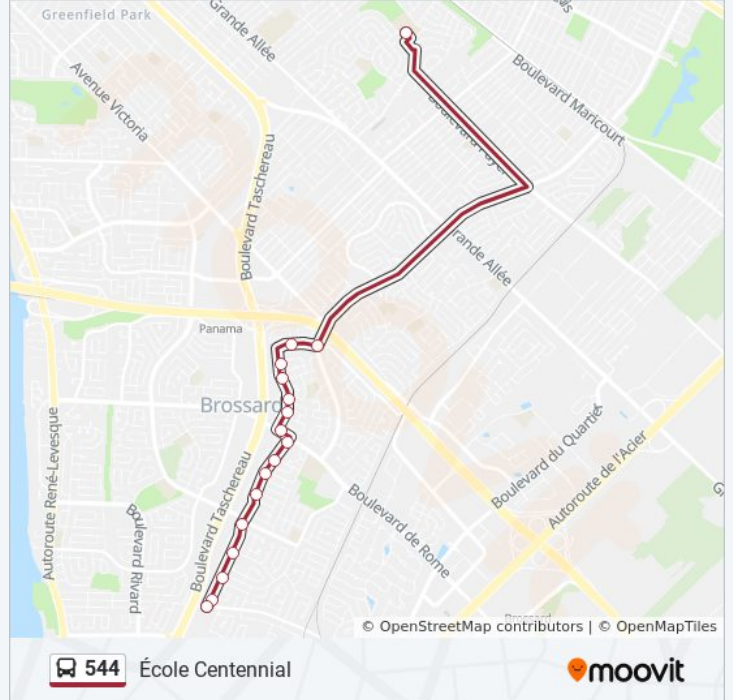 Greenfield Park
Grande Allée
Avenue Victoria
Boulevard Maricourt
Boulevard Taschereau
Grande Allée
Panama
Brossard
Boulevard du Quartier
Autoroute de l'Acier
Autoroute René-Levesque
Boulevard Taschereau
Boulevard Rivard
Boulevard de Rome
© OpenStreetMap contributors | © OpenMapTiles
544 École Centennial
moovit